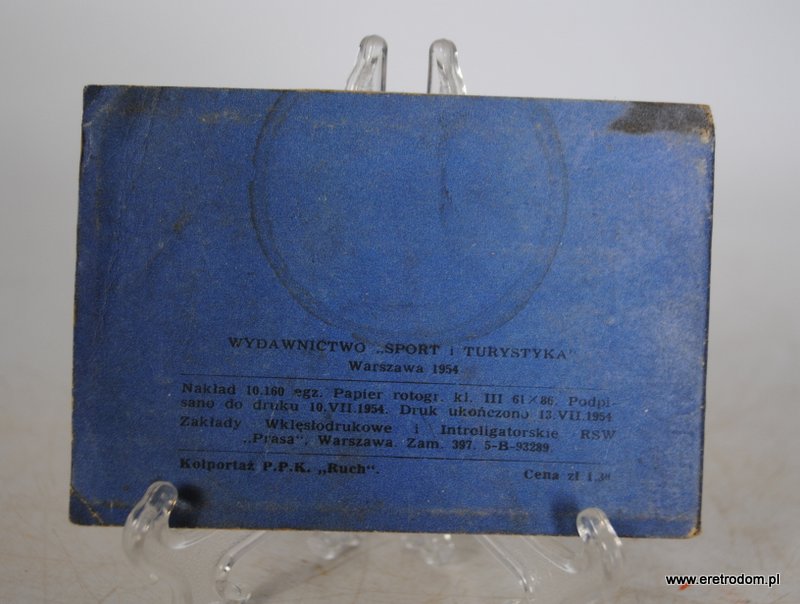 WYDAWNICTWO „SPORT i TURYSTYKA"
Warszawa 1954
Nakład 10.160 egz. Papier rotogr. kl. III 61×86. Podpi-
sano do druku 10.VII.1954. Druk ukończono 13.VII.1954
Zakłady Wklęsłodrukowe i Introligatorskie RSW
„Prasa", Warszawa. Zam. 397. 5-B-93289.
Kolportaż P.P.K. „Ruch".
Cena zł 1.30
www.eretrodom.pl